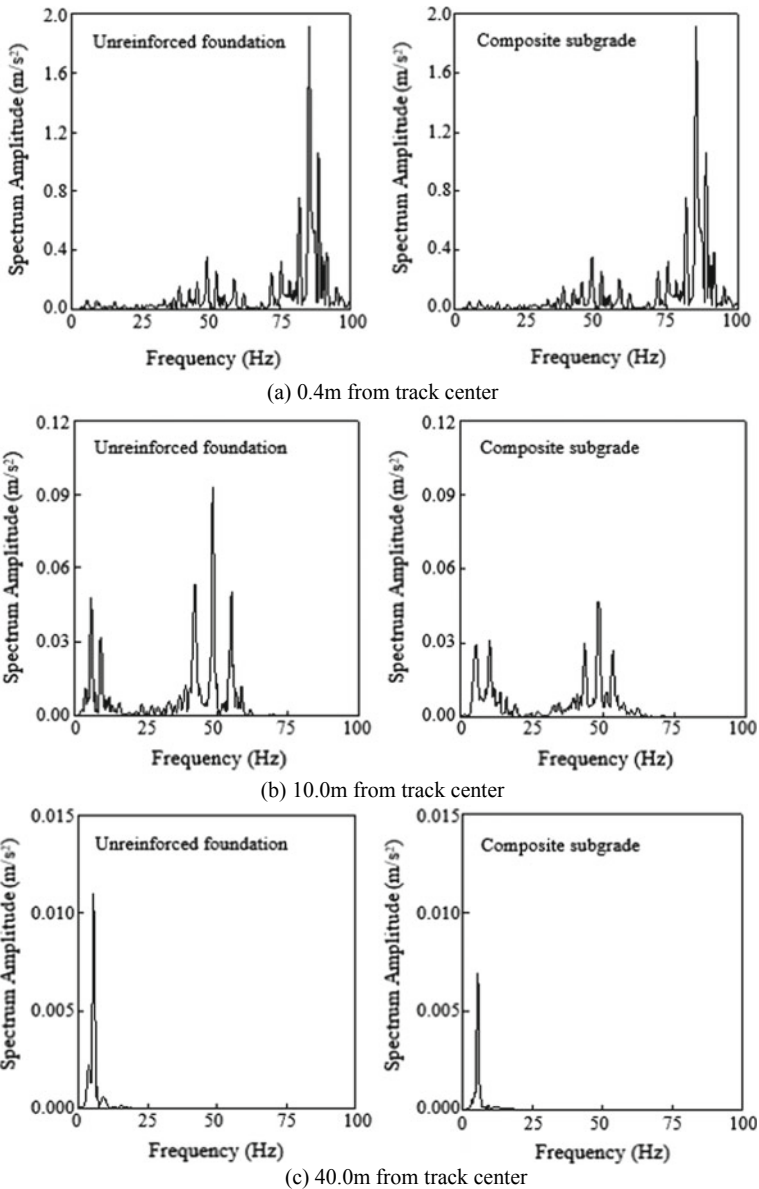 Unreinforced foundation
Spectrum Amplitude (m/s²)
2.0
1.6
1.2
0.8
0.4
0.0
0 25 50 75 100
Frequency (Hz)
Composite subgrade
Spectrum Amplitude (m/s²)
2.0
1.6
1.2
0.8
0.4
0.0
0 25 50 75 100
Frequency (Hz)
(a) 0.4m from track center
Unreinforced foundation
Spectrum Amplitude (m/s²)
0.12
0.09
0.06
0.03
0.00
0 25 50 75 100
Frequency (Hz)
Composite subgrade
Spectrum Amplitude (m/s²)
0.12
0.09
0.06
0.03
0.00
0 25 50 75 100
Frequency (Hz)
(b) 10.0m from track center
Unreinforced foundation
Spectrum Amplitude (m/s²)
0.015
0.010
0.005
0.000
0 25 50 75 100
Frequency (Hz)
Composite subgrade
Spectrum Amplitude (m/s²)
0.015
0.010
0.005
0.000
0 25 50 75 100
Frequency (Hz)
(c) 40.0m from track center